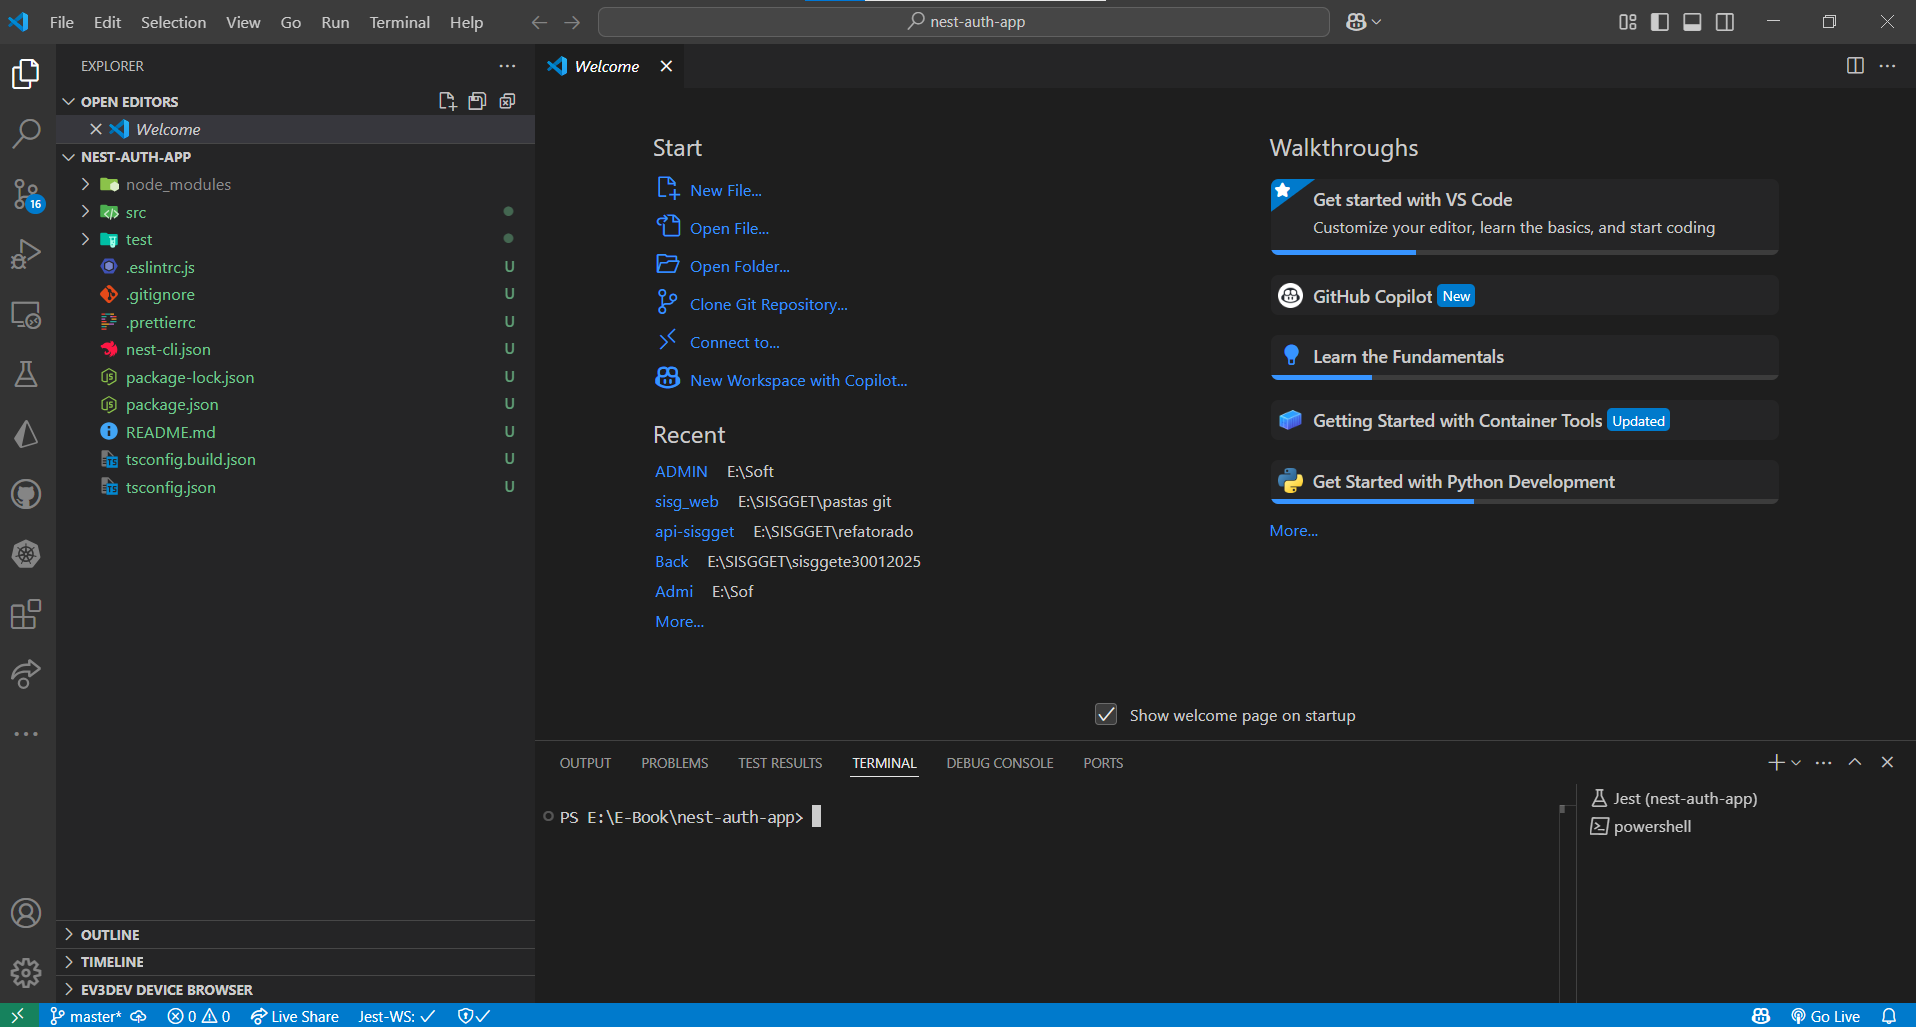 File Edit Selection View Go Run Terminal Help
nest-auth-app
EXPLORER
OPEN EDITORS
Welcome
NEST-AUTH-APP
node_modules
src
test
.eslintrc.js U
.gitignore U
.prettierrc U
nest-cli.json U
package-lock.json U
package.json U
README.md U
tsconfig.build.json U
tsconfig.json U
OUTLINE
TIMELINE
EV3DEV DEVICE BROWSER
16
Welcome
Start
New File...
Open File...
Open Folder...
Clone Git Repository...
Connect to...
New Workspace with Copilot...
Recent
ADMIN E:\Soft
sisg_web E:\SISGGET\pastas git
api-sisgget E:\SISGGET\refatorado
Back E:\SISGGET\sisggete30012025
Admi E:\Sof
More...
Walkthroughs
Get started with VS Code
Customize your editor, learn the basics, and start coding
GitHub Copilot New
Learn the Fundamentals
Getting Started with Container Tools Updated
Get Started with Python Development
More...
Show welcome page on startup
OUTPUT PROBLEMS TEST RESULTS TERMINAL DEBUG CONSOLE PORTS
PS E:\E-Book\nest-auth-app>
Jest (nest-auth-app)
powershell
master* 0 0 Live Share Jest-WS: Go Live